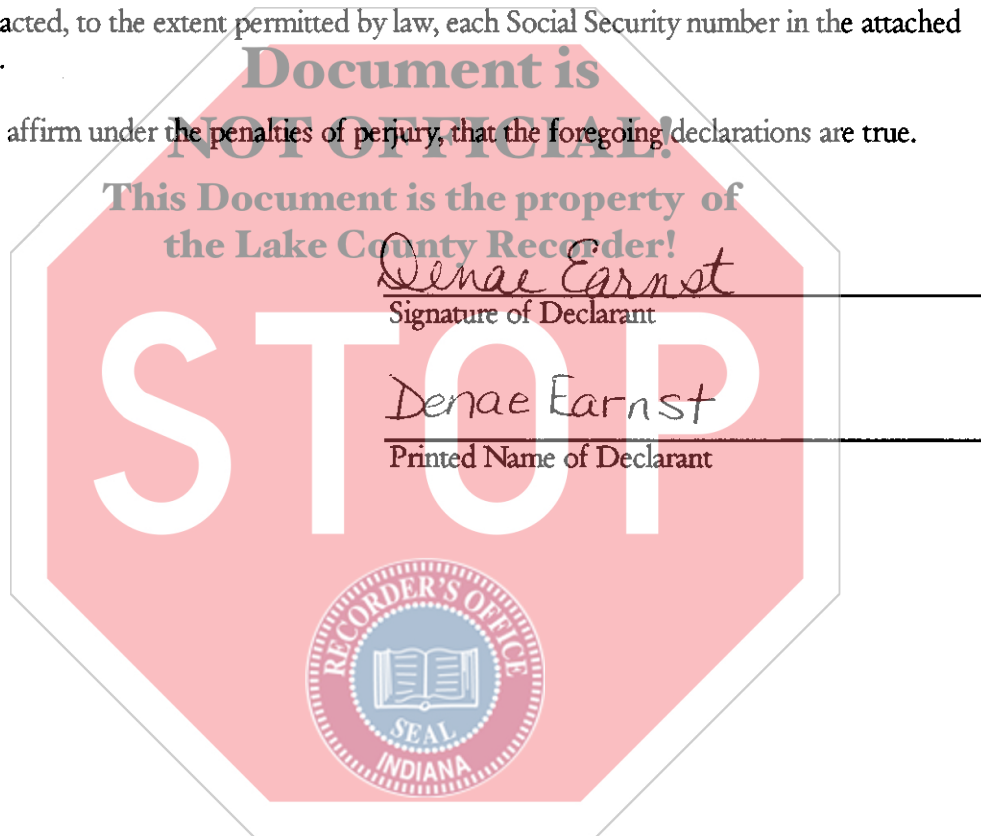 acted, to the extent permitted by law, each Social Security number in the attached
.
Document is
affirm under the penalties of perjury, that the foregoing declarations are true.
NOT OFFICIAL!
This Document is the property of
the Lake County Recorder!
Denae Earnst
Signature of Declarant
STOP
Denae Earnst
Printed Name of Declarant
RECORDER'S OFFICE
SEAL
INDIANA